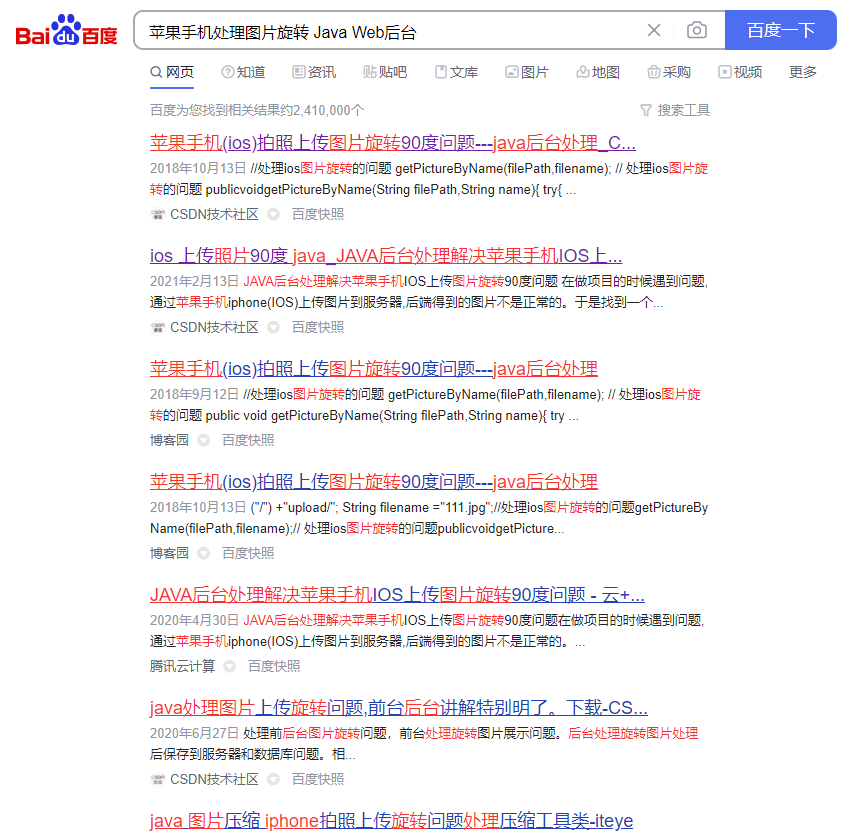 Bai du 百度 苹果手机处理图片旋转 Java Web后台 百度一下
网页 知道 资讯 贴吧 文库 图片 地图 采购 视频 更多
百度为您找到相关结果约2,410,000个 搜索工具
苹果手机(ios)拍照上传图片旋转90度问题---java后台处理_C...
2018年10月13日 //处理ios图片旋转的问题 getPictureByName(filePath,filename); // 处理ios图片旋
转的问题 publicvoidgetPictureByName(String filePath,String name){ try{ ...
CSDN技术社区 百度快照
ios 上传照片90度 java_JAVA后台处理解决苹果手机IOS上...
2021年2月13日 JAVA后台处理解决苹果手机IOS上传图片旋转90度问题 在做项目的时候遇到问题,
通过苹果手机iphone(IOS)上传图片到服务器,后端得到的图片不是正常的。于是找到一个...
CSDN技术社区 百度快照
苹果手机(ios)拍照上传图片旋转90度问题---java后台处理
2018年9月12日 //处理ios图片旋转的问题 getPictureByName(filePath,filename); // 处理ios图片旋
转的问题 public void getPictureByName(String filePath,String name){ try ...
博客园 百度快照
苹果手机(ios)拍照上传图片旋转90度问题---java后台处理
2018年10月13日 ("/") +"upload/"; String filename ="111.jpg";//处理ios图片旋转的问题getPictureBy
Name(filePath,filename);// 处理ios图片旋转的问题publicvoidgetPicture...
博客园 百度快照
JAVA后台处理解决苹果手机IOS上传图片旋转90度问题 - 云+...
2020年4月30日 JAVA后台处理解决苹果手机IOS上传图片旋转90度问题在做项目的时候遇到问题,
通过苹果手机iphone(IOS)上传图片到服务器,后端得到的图片不是正常的。...
腾讯云计算 百度快照
java处理图片上传旋转问题,前台后台讲解特别明了。下载-CS...
2020年6月27日 处理前后台图片旋转问题，前台处理旋转图片展示问题。后台处理旋转图片处理
后保存到服务器和数据库问题。相...
CSDN技术社区 百度快照
java 图片压缩 iphone拍照上传旋转问题处理压缩工具类-iteye